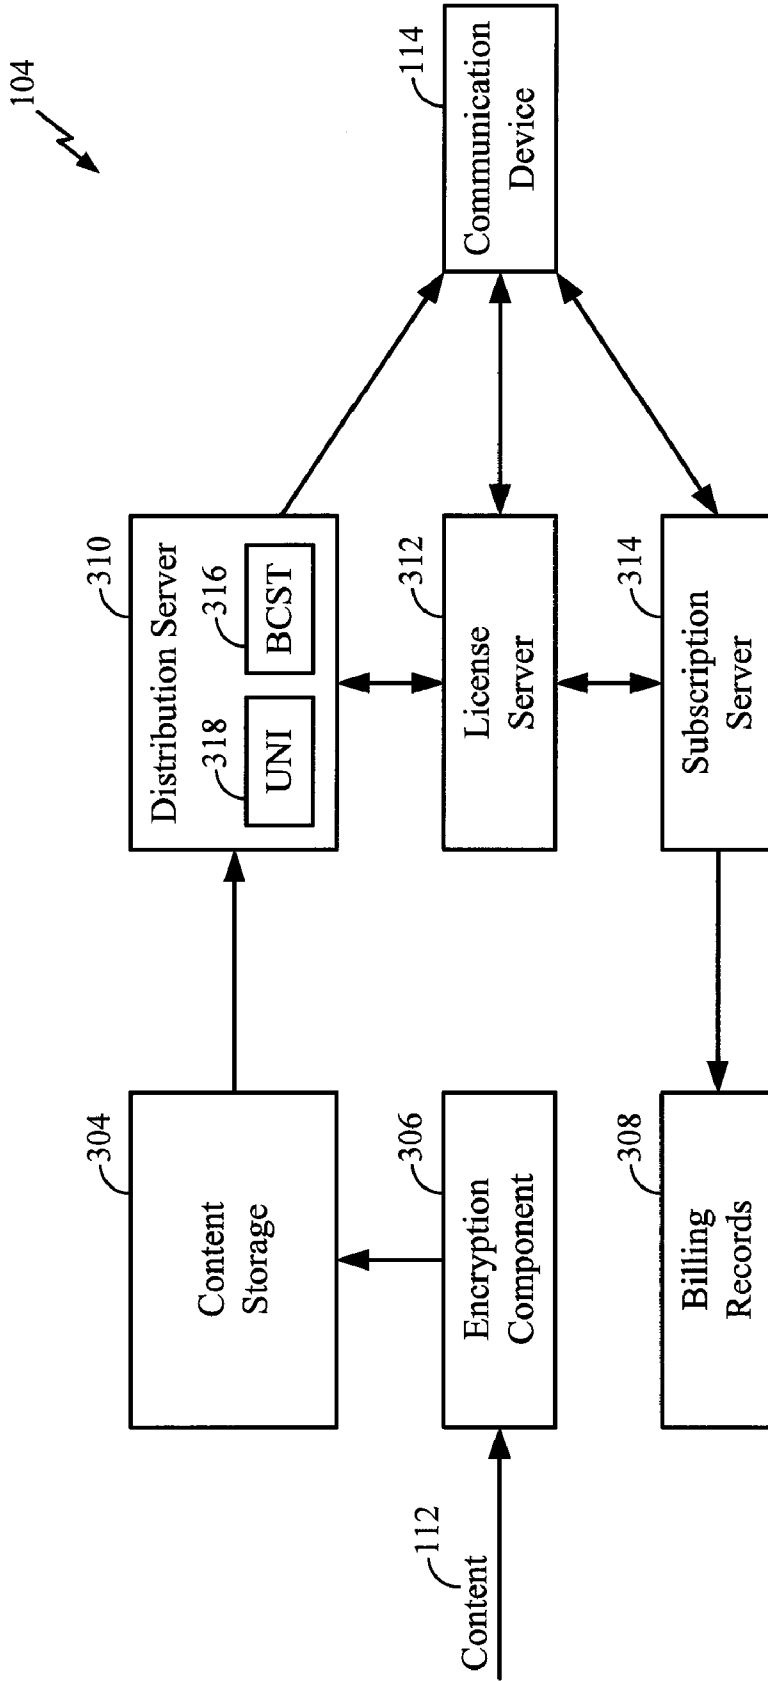 104
304
Content
Storage
310
Distribution Server
318
UNI
316
BCST
112
Content
306
Encryption
Component
312
License
Server
114
Communication
Device
308
Billing
Records
314
Subscription
Server